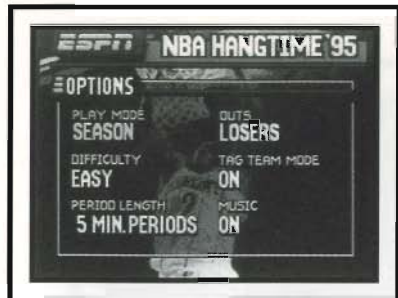 ESPN NBA HANGTIME '95
OPTIONS
PLAY MODE OUTS
SEASON LOSERS
DIFFICULTY TAG TEAM MODE
EASY ON
PERIOD LENGTH MUSIC
5 MIN. PERIODS ON